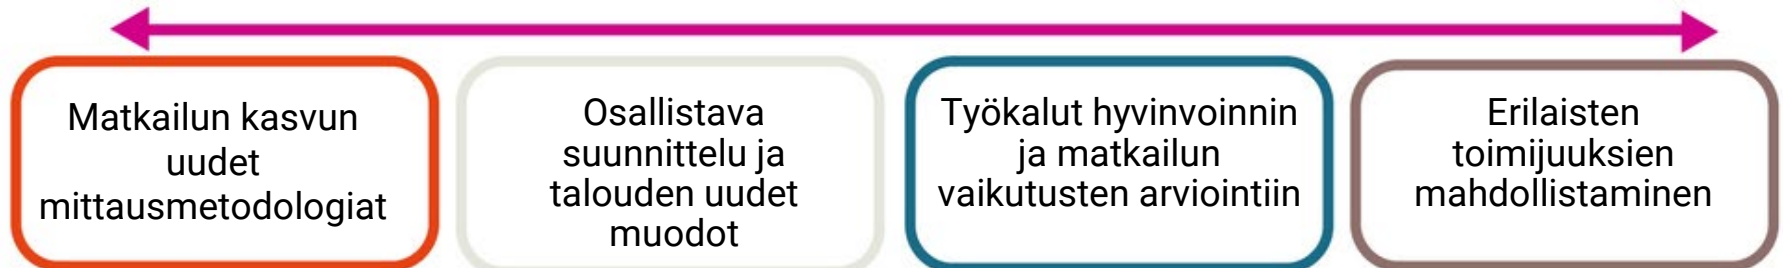 Matkailun kasvun
uudet
mittausmetodologiat
Osallistava
suunnittelu ja
talouden uudet
muodot
Työkalut hyvinvoinnin
ja matkailun
vaikutusten arviointiin
Erilaisten
toimijuuksien
mahdollistaminen